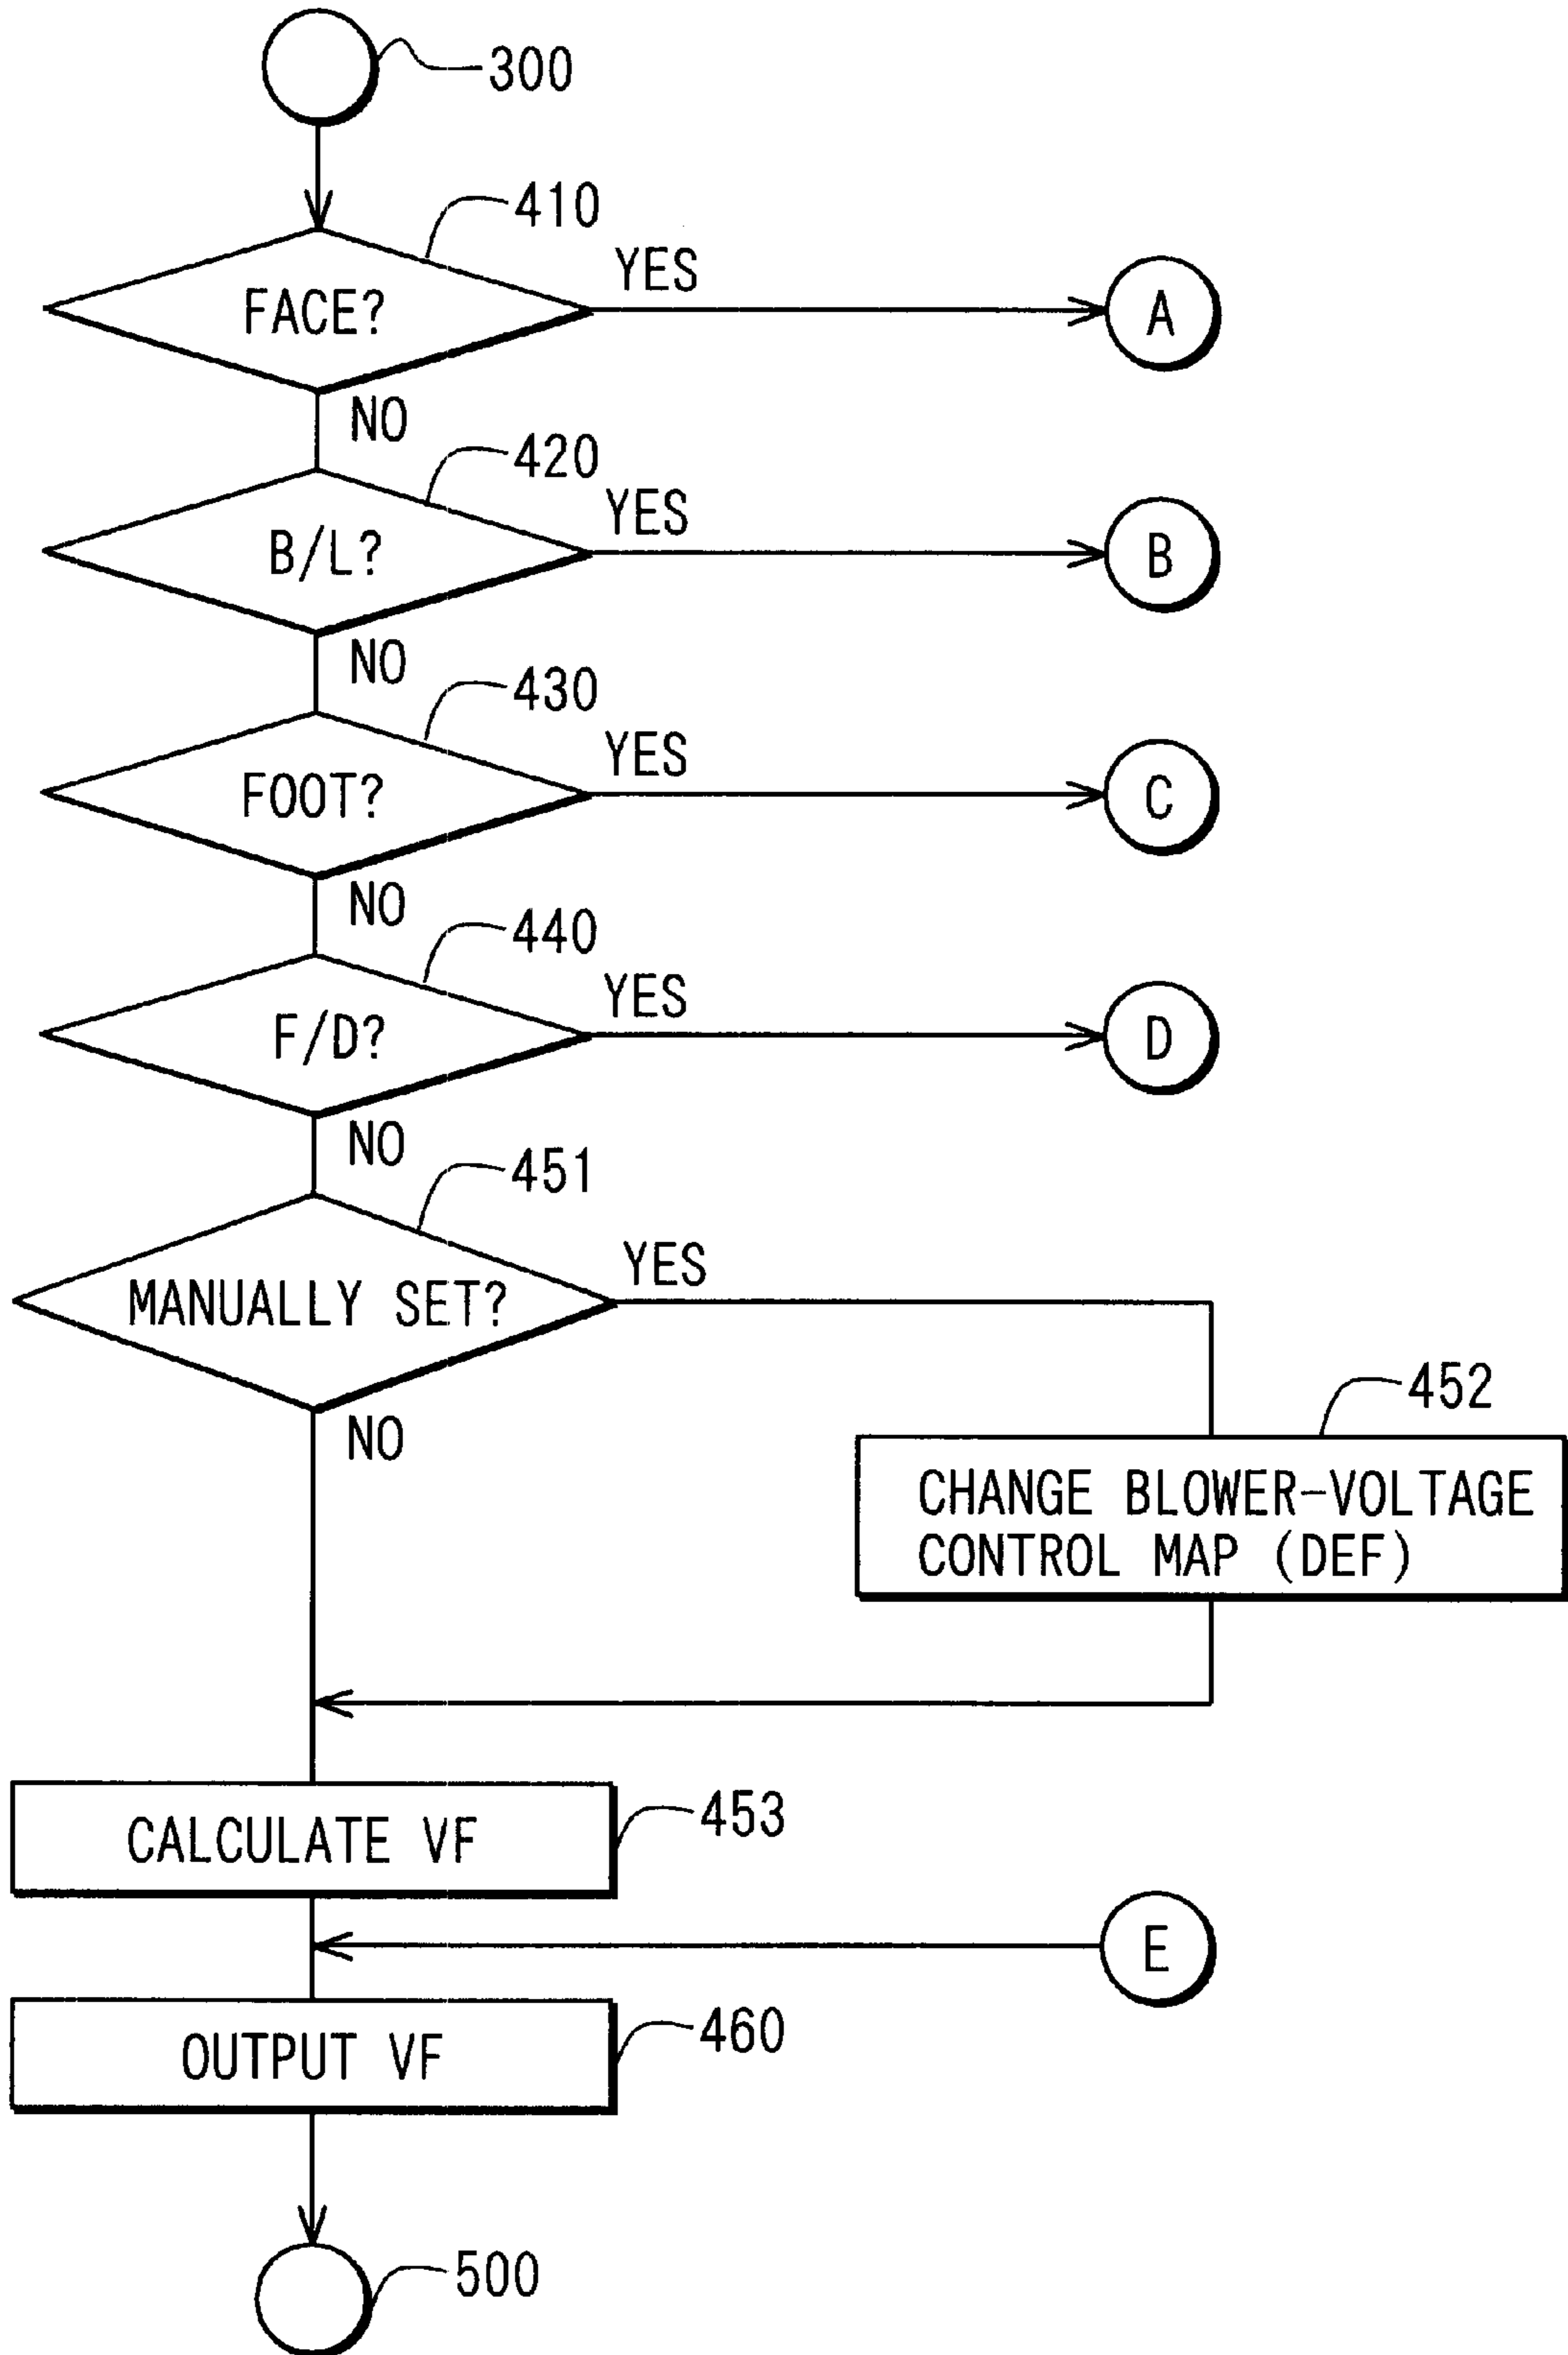 300
410
FACE?
YES
A
NO
420
B/L?
YES
B
NO
430
FOOT?
YES
C
NO
440
F/D?
YES
D
NO
451
MANUALLY SET?
YES
NO
452
CHANGE BLOWER-VOLTAGE
CONTROL MAP (DEF)
CALCULATE VF
453
E
OUTPUT VF
460
500